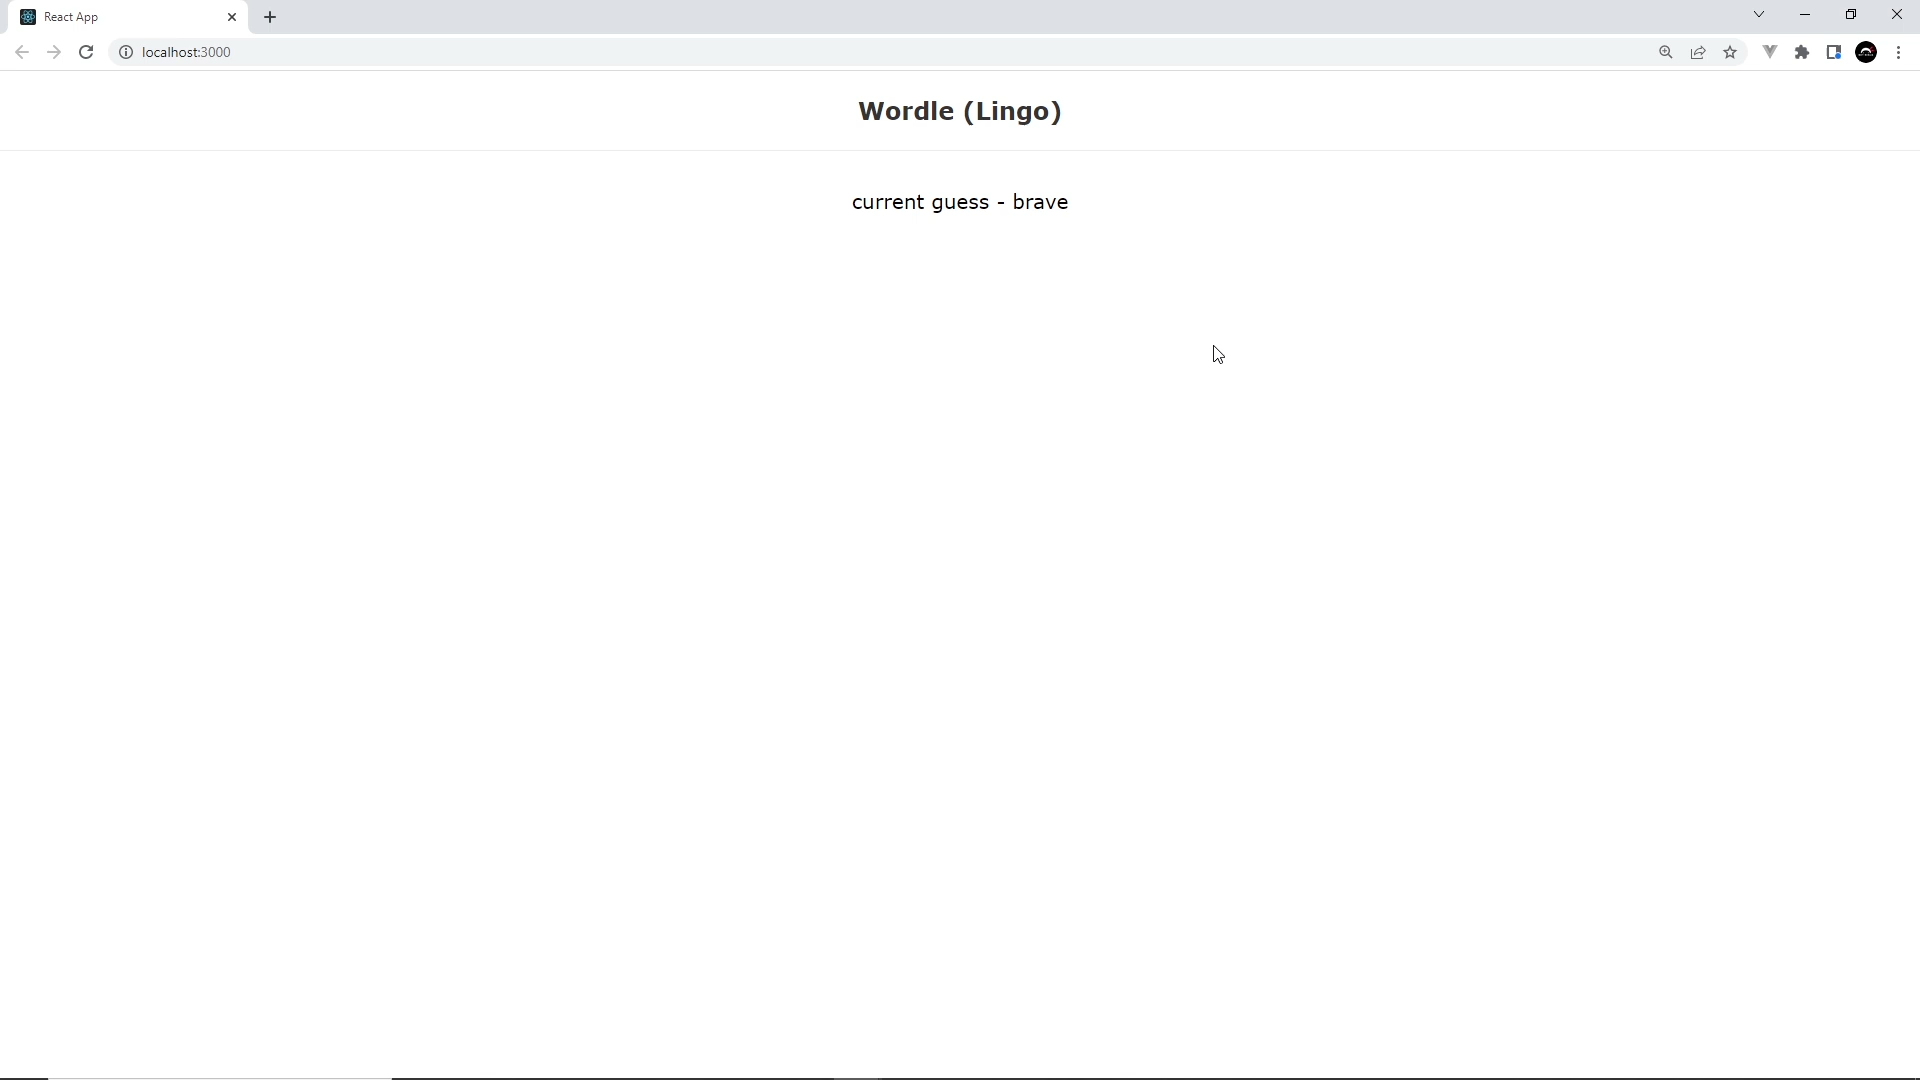 React App
localhost:3000
Wordle (Lingo)
current guess - brave